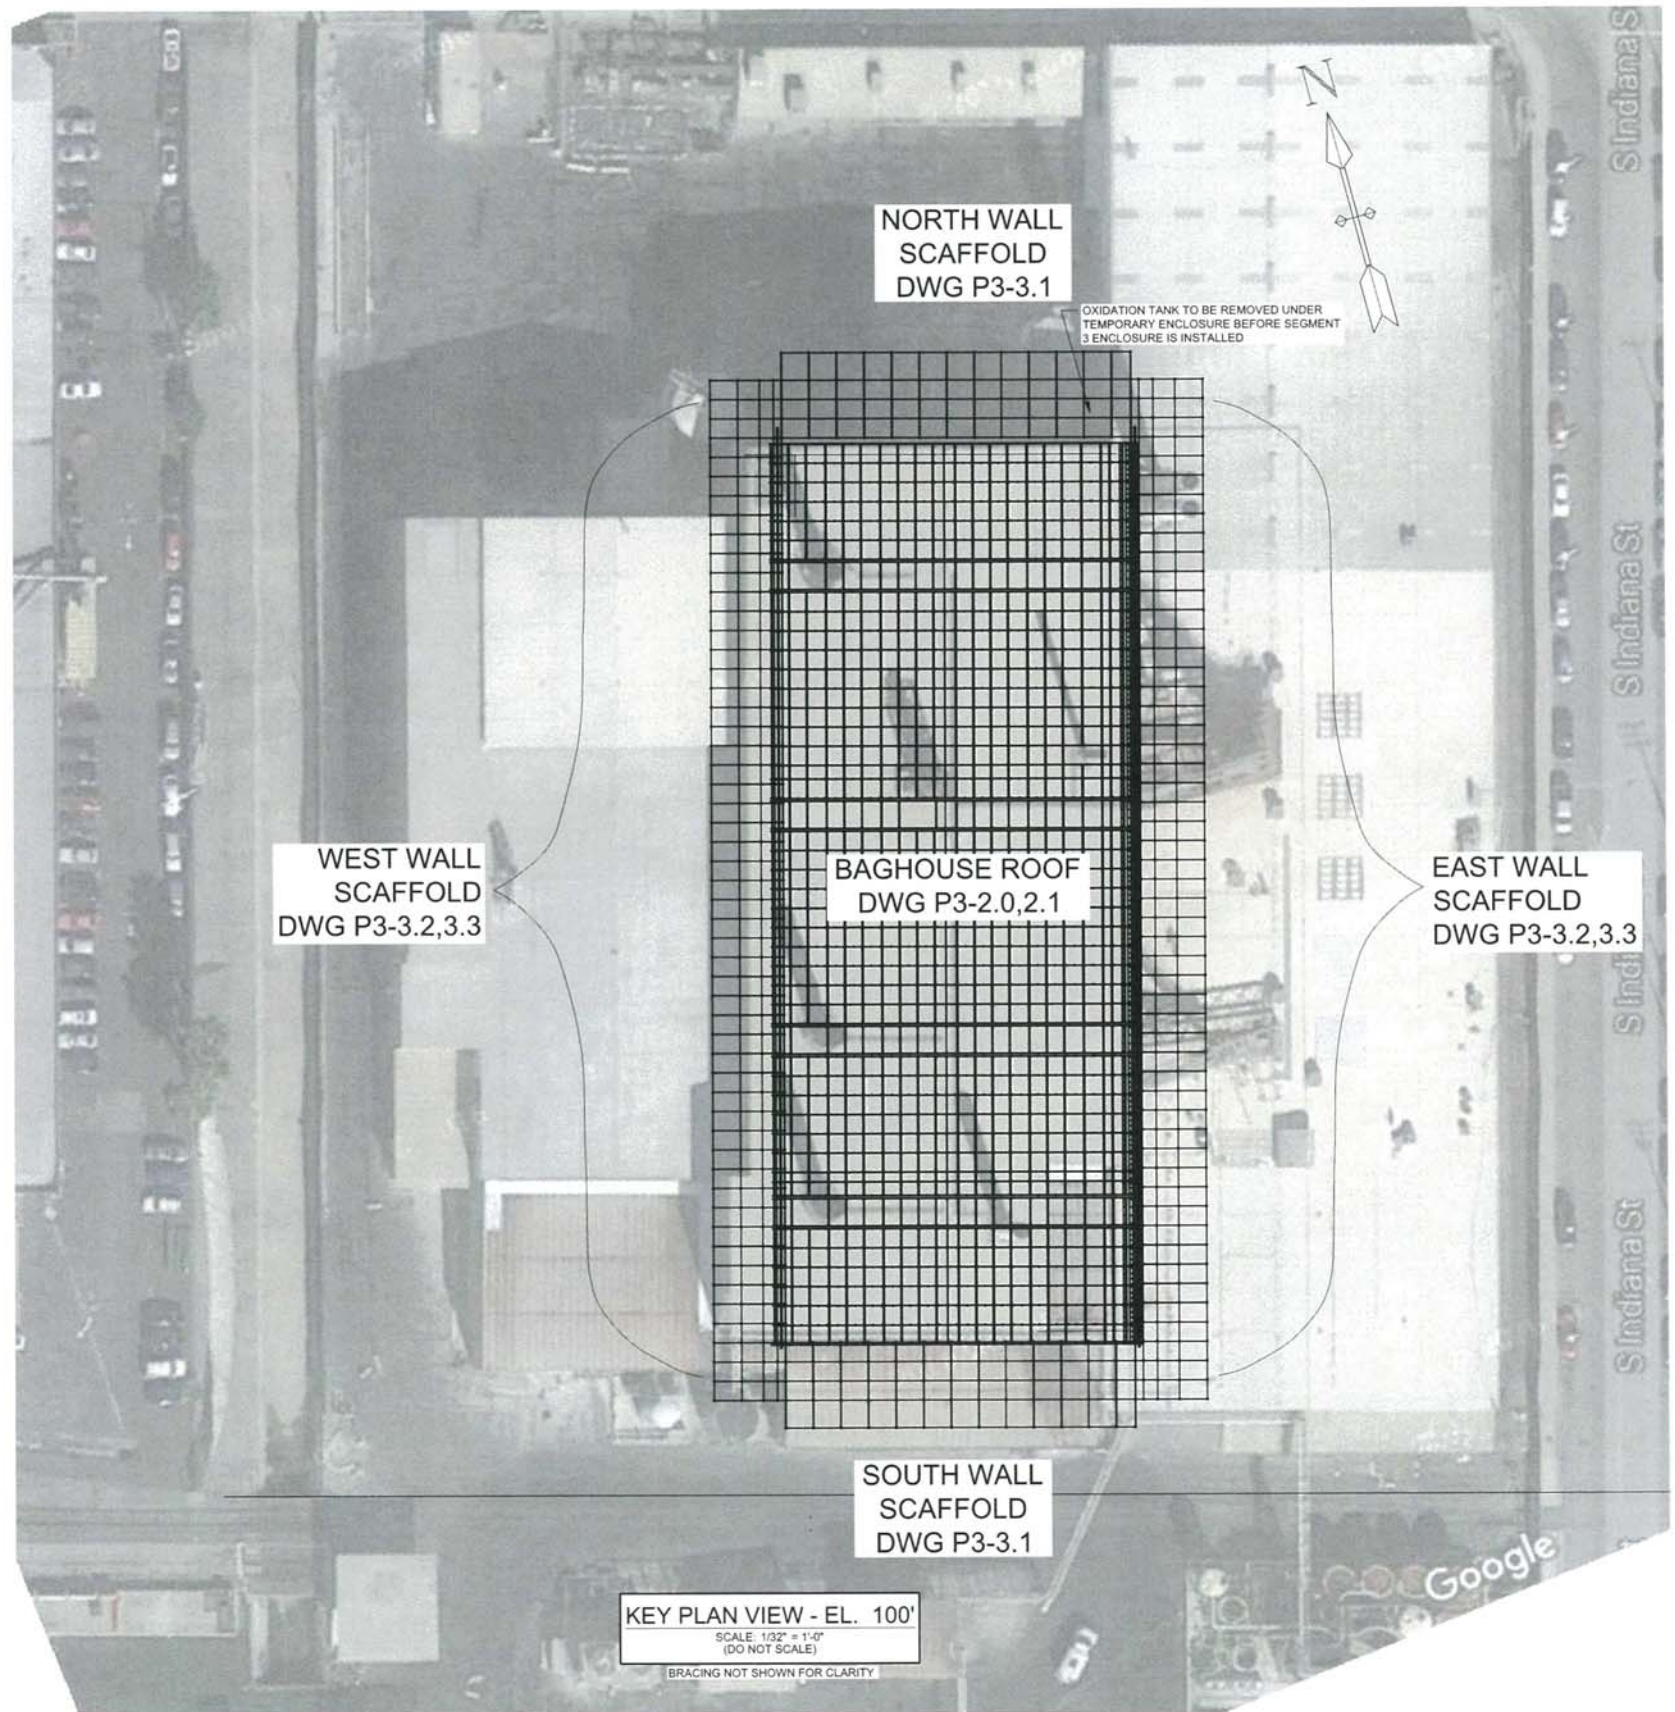 S Indiana S
N
NORTH WALL
SCAFFOLD
DWG P3-3.1
OXIDATION TANK TO BE REMOVED UNDER
TEMPORARY ENCLOSURE BEFORE SEGMENT
3 ENCLOSURE IS INSTALLED
S Indiana St
WEST WALL
SCAFFOLD
DWG P3-3.2,3.3
BAGHOUSE ROOF
DWG P3-2.0,2.1
EAST WALL
SCAFFOLD
DWG P3-3.2,3.3
S Indi
S Indiana St
SOUTH WALL
SCAFFOLD
DWG P3-3.1
Google
KEY PLAN VIEW - EL. 100'
SCALE: 1/32" = 1'-0"
(DO NOT SCALE)
BRACING NOT SHOWN FOR CLARITY